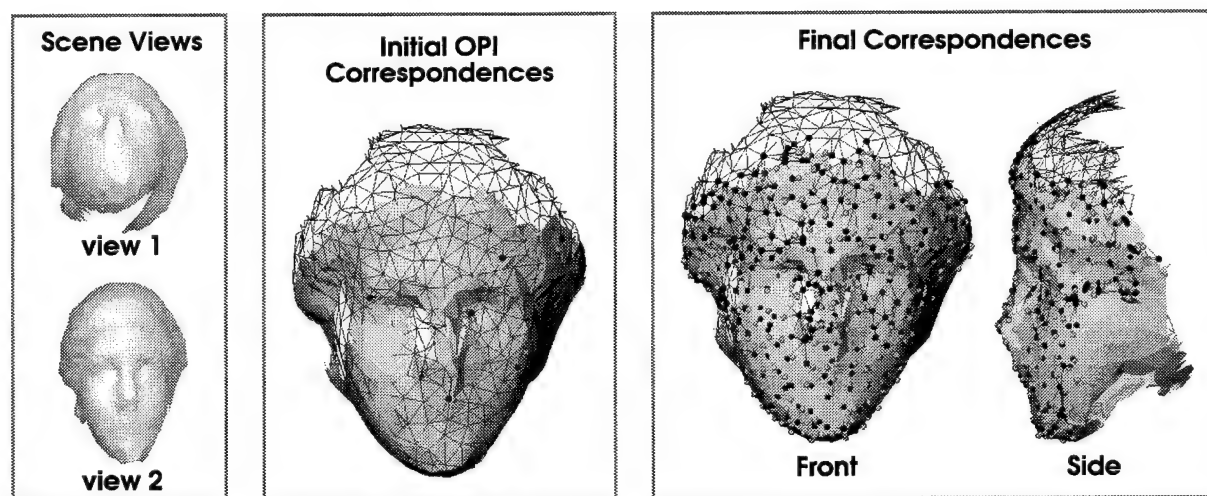 Scene Views
view 1
view 2
Initial OPI
Correspondences
Final Correspondences
Front
Side